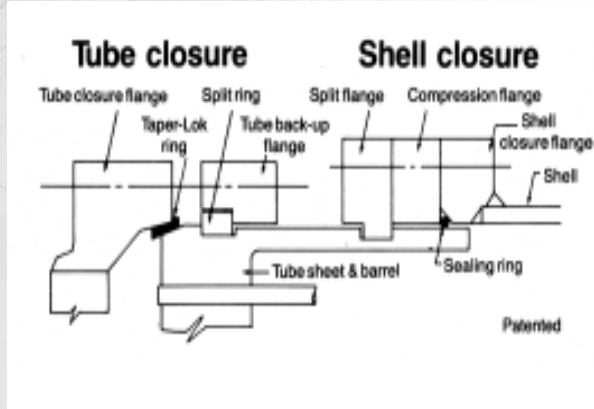 Tube closure
Shell closure
Tube closure flange
Split ring
Split flange
Compression flange
Taper-Lok
ring
Tube back-up
flange
Shell
closure flange
Shell
Tube sheet & barrel
Sealing ring
Patented